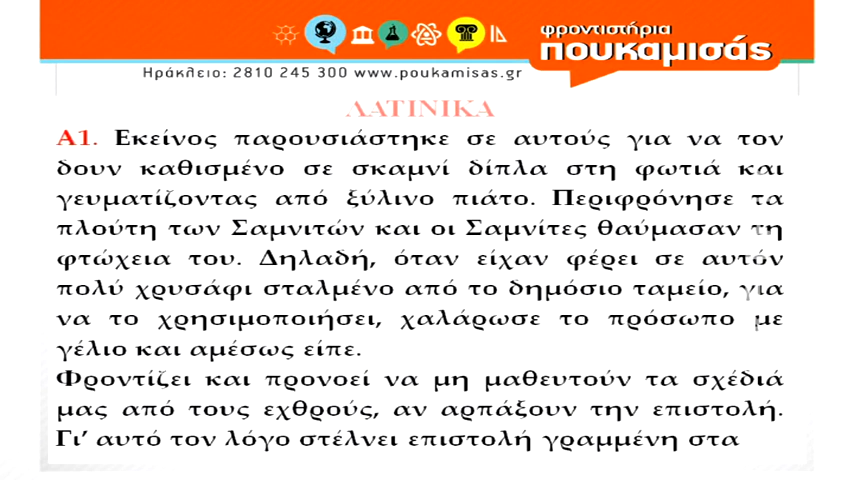 φροντιστήρια
πουκαμισάς
Ηράκλειο: 2810 245 300 www.poukamisas.gr
ΛΑΤΙΝΙΚΑ
Α1. Εκείνος παρουσιάστηκε σε αυτούς για να τον
δουν καθισμένο σε σκαμνί δίπλα στη φωτιά και
γευματίζοντας από ξύλινο πιάτο. Περιφρόνησε τα
πλούτη των Σαμνιτών και οι Σαμνίτες θαύμασαν τη
φτώχεια του. Δηλαδή, όταν είχαν φέρει σε αυτόν
πολύ χρυσάφι σταλμένο από το δημόσιο ταμείο, για
να το χρησιμοποιήσει, χαλάρωσε το πρόσωπο με
γέλιο και αμέσως είπε.
Φροντίζει και προνοεί να μη μαθευτούν τα σχέδιά
μας από τους εχθρούς, αν αρπάξουν την επιστολή.
Γι’ αυτό τον λόγο στέλνει επιστολή γραμμένη στα